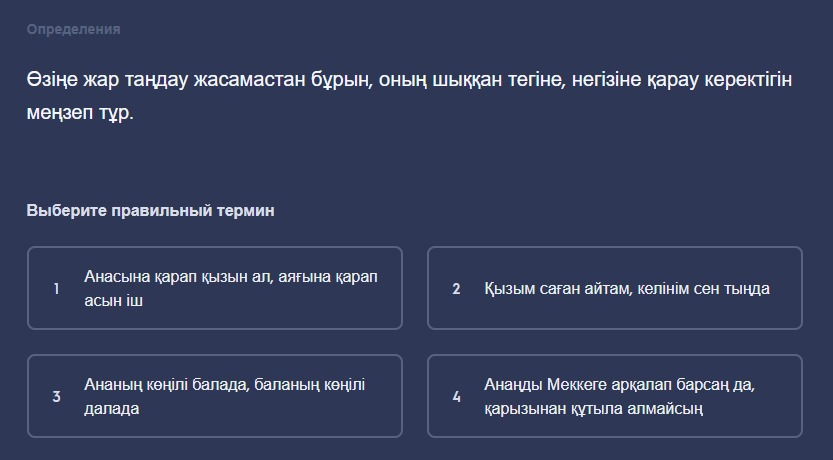 Определения
Өзіңе жар таңдау жасамастан бұрын, оның шыққан тегіне, негізіне қарау керектігін
меңзеп тұр.
Выберите правильный термин
1
Анасына қарап қызын ал, аяғына қарап
асын іш
2
Қызым саған айтам, келінім сен тыңда
3
Ананың көңілі балада, баланың көңілі
далада
4
Анаңды Меккеге арқалап барсаң да,
қарызынан құтыла алмайсың